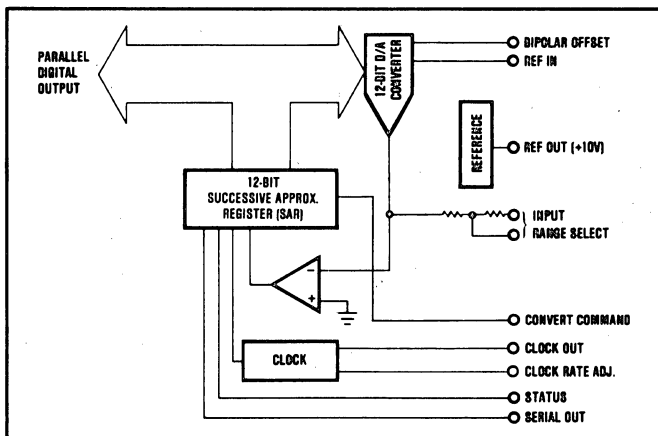 PARALLEL
DIGITAL
OUTPUT
12-BIT D/A
CONVERTER
BIPOLAR OFFSET
REF IN
REFERENCE
REF OUT (+10V)
12-BIT
SUCCESSIVE APPROX.
REGISTER (SAR)
INPUT
RANGE SELECT
−
+
CONVERT COMMAND
CLOCK
CLOCK OUT
CLOCK RATE ADJ.
STATUS
SERIAL OUT